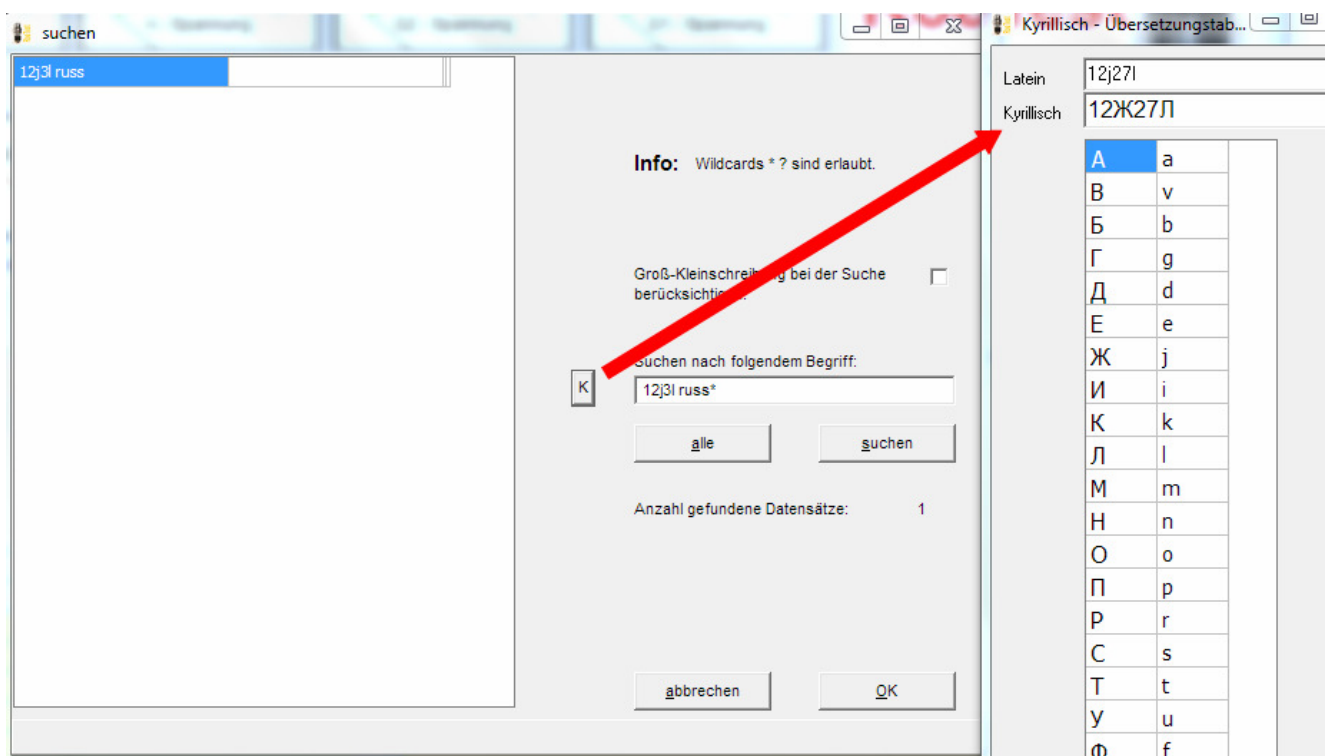 suchen
12j3l russ
Info: Wildcards * ? sind erlaubt.
Groß-Kleinschreibung bei der Suche
Suchen nach folgendem Begriff:
K
12j3l russ*
alle
suchen
Anzahl gefundene Datensätze: 1
abbrechen
OK
Kyrillisch - Übersetzungstab...
Latein 12j27l
Kyrillisch 12Ж27Л
А a
В v
Б b
Г g
Д d
Е e
Ж j
И i
К k
Л l
М m
Н n
О o
П p
Р r
С s
Т t
У u
Ф f